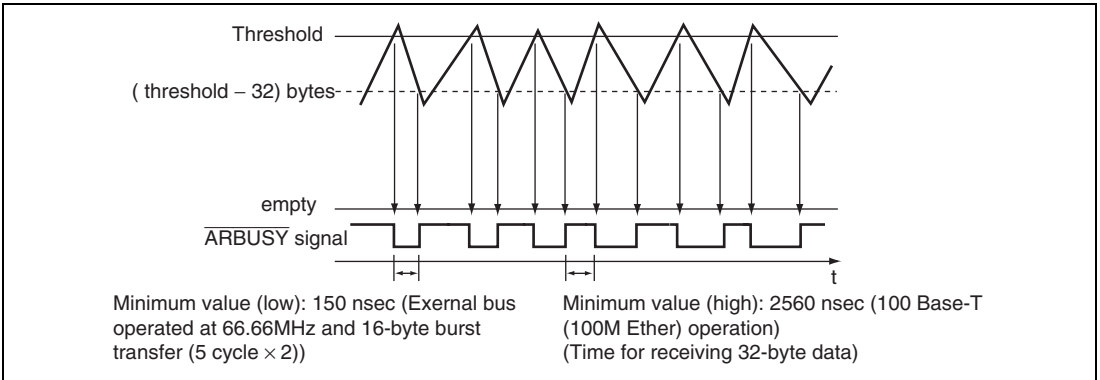 Threshold
( threshold – 32) bytes
empty
ARBUSY signal
t
Minimum value (low): 150 nsec (Exernal bus
operated at 66.66MHz and 16-byte burst
transfer (5 cycle × 2))
Minimum value (high): 2560 nsec (100 Base-T
(100M Ether) operation)
(Time for receiving 32-byte data)